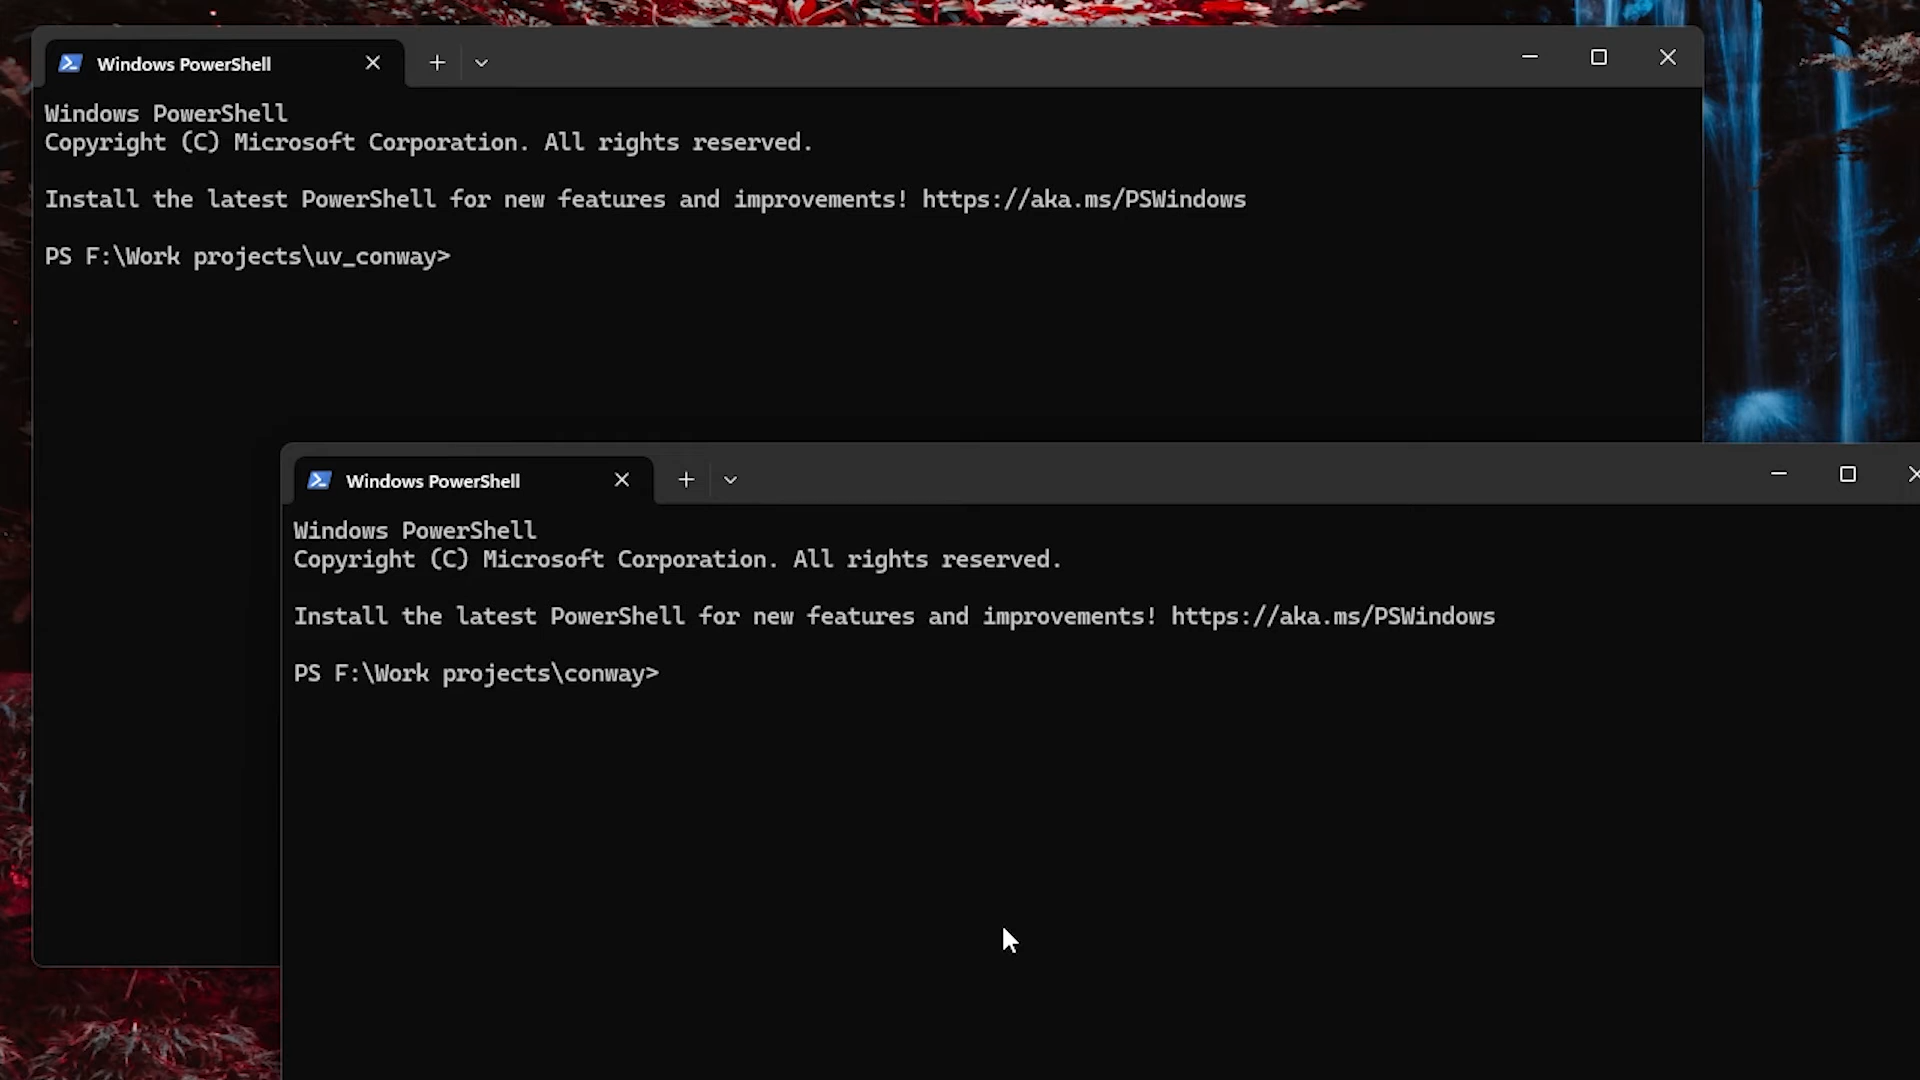 Windows PowerShell
Windows PowerShell
Copyright (C) Microsoft Corporation. All rights reserved.
Install the latest PowerShell for new features and improvements! https://aka.ms/PSWindows
PS F:\Work projects\uv_conway>
Windows PowerShell
Windows PowerShell
Copyright (C) Microsoft Corporation. All rights reserved.
Install the latest PowerShell for new features and improvements! https://aka.ms/PSWindows
PS F:\Work projects\conway>